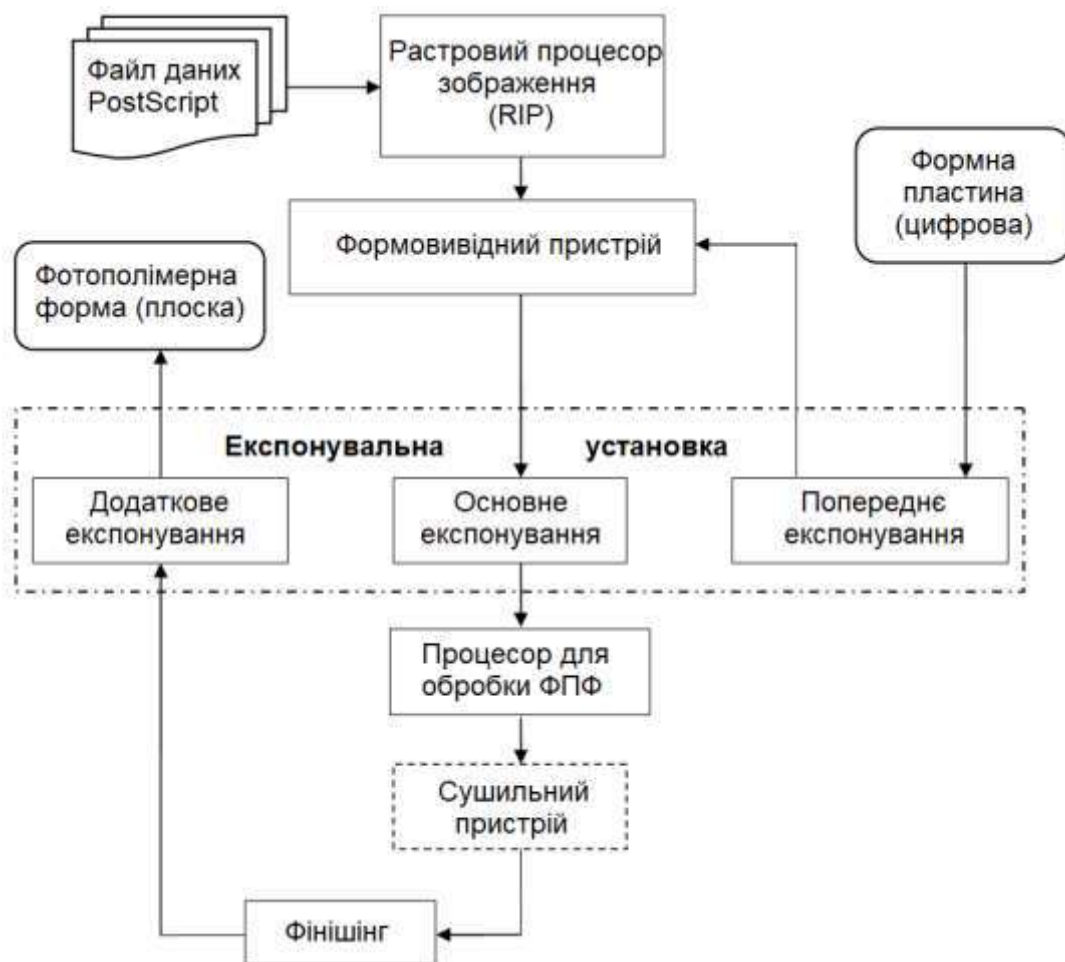 Файл даних
PostScript
Растровий процесор
зображення
(RIP)
Формна
пластина
(цифрова)
Формовивідний пристрій
Фотополімерна
форма (плоска)
Експонувальна установка
Додаткове
експонування
Основне
експонування
Попереднє
експонування
Процесор для
обробки ФПФ
Сушильний
пристрій
Фінішінг